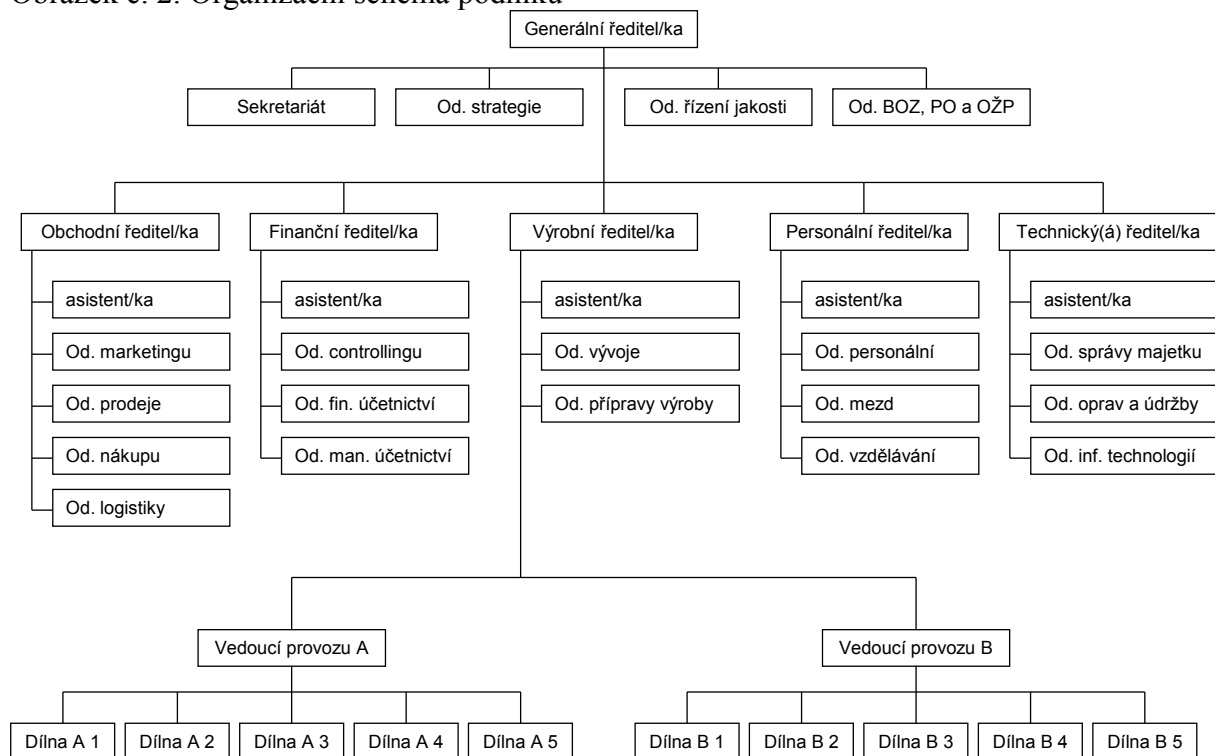 Obrázek č. 2: Organizační schéma podniku
Generální ředitel/ka
Sekretariát
Od. strategie
Od. řízení jakosti
Od. BOZ, PO a OŽP
Obchodní ředitel/ka
Finanční ředitel/ka
Výrobní ředitel/ka
Personální ředitel/ka
Technický(á) ředitel/ka
asistent/ka
asistent/ka
asistent/ka
asistent/ka
asistent/ka
Od. marketingu
Od. controllingu
Od. vývoje
Od. personální
Od. správy majetku
Od. prodeje
Od. fin. účetnictví
Od. přípravy výroby
Od. mezd
Od. oprav a údržby
Od. nákupu
Od. man. účetnictví
Od. vzdělávání
Od. inf. technologií
Od. logistiky
Vedoucí provozu A
Vedoucí provozu B
Dílna A 1
Dílna A 2
Dílna A 3
Dílna A 4
Dílna A 5
Dílna B 1
Dílna B 2
Dílna B 3
Dílna B 4
Dílna B 5